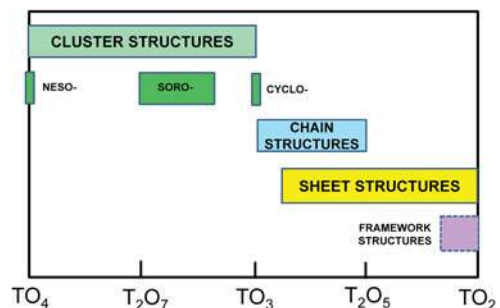 CLUSTER STRUCTURES
NESO-
SORO-
CYCLO-
CHAIN
STRUCTURES
SHEET STRUCTURES
FRAMEWORK
STRUCTURES
TO₄ T₂O₇ TO₃ T₂O₅ TO₂